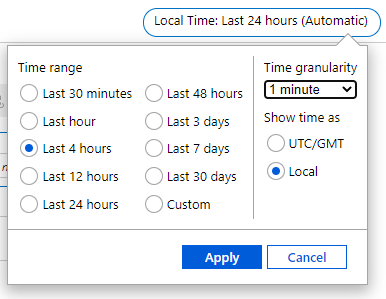 Local Time: Last 24 hours (Automatic)
Time range
Last 30 minutes
Last hour
Last 4 hours
Last 12 hours
Last 24 hours
Last 48 hours
Last 3 days
Last 7 days
Last 30 days
Custom
Time granularity
1 minute
Show time as
UTC/GMT
Local
Apply
Cancel